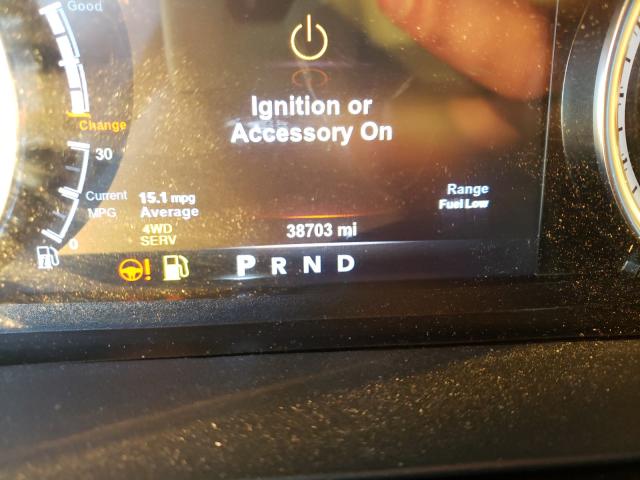 Good
Ignition or
Accessory On
Change
30
Current
MPG
15.1 mpg
Average
Range
Fuel Low
4WD
SERV
38703 mi
0
P R N D